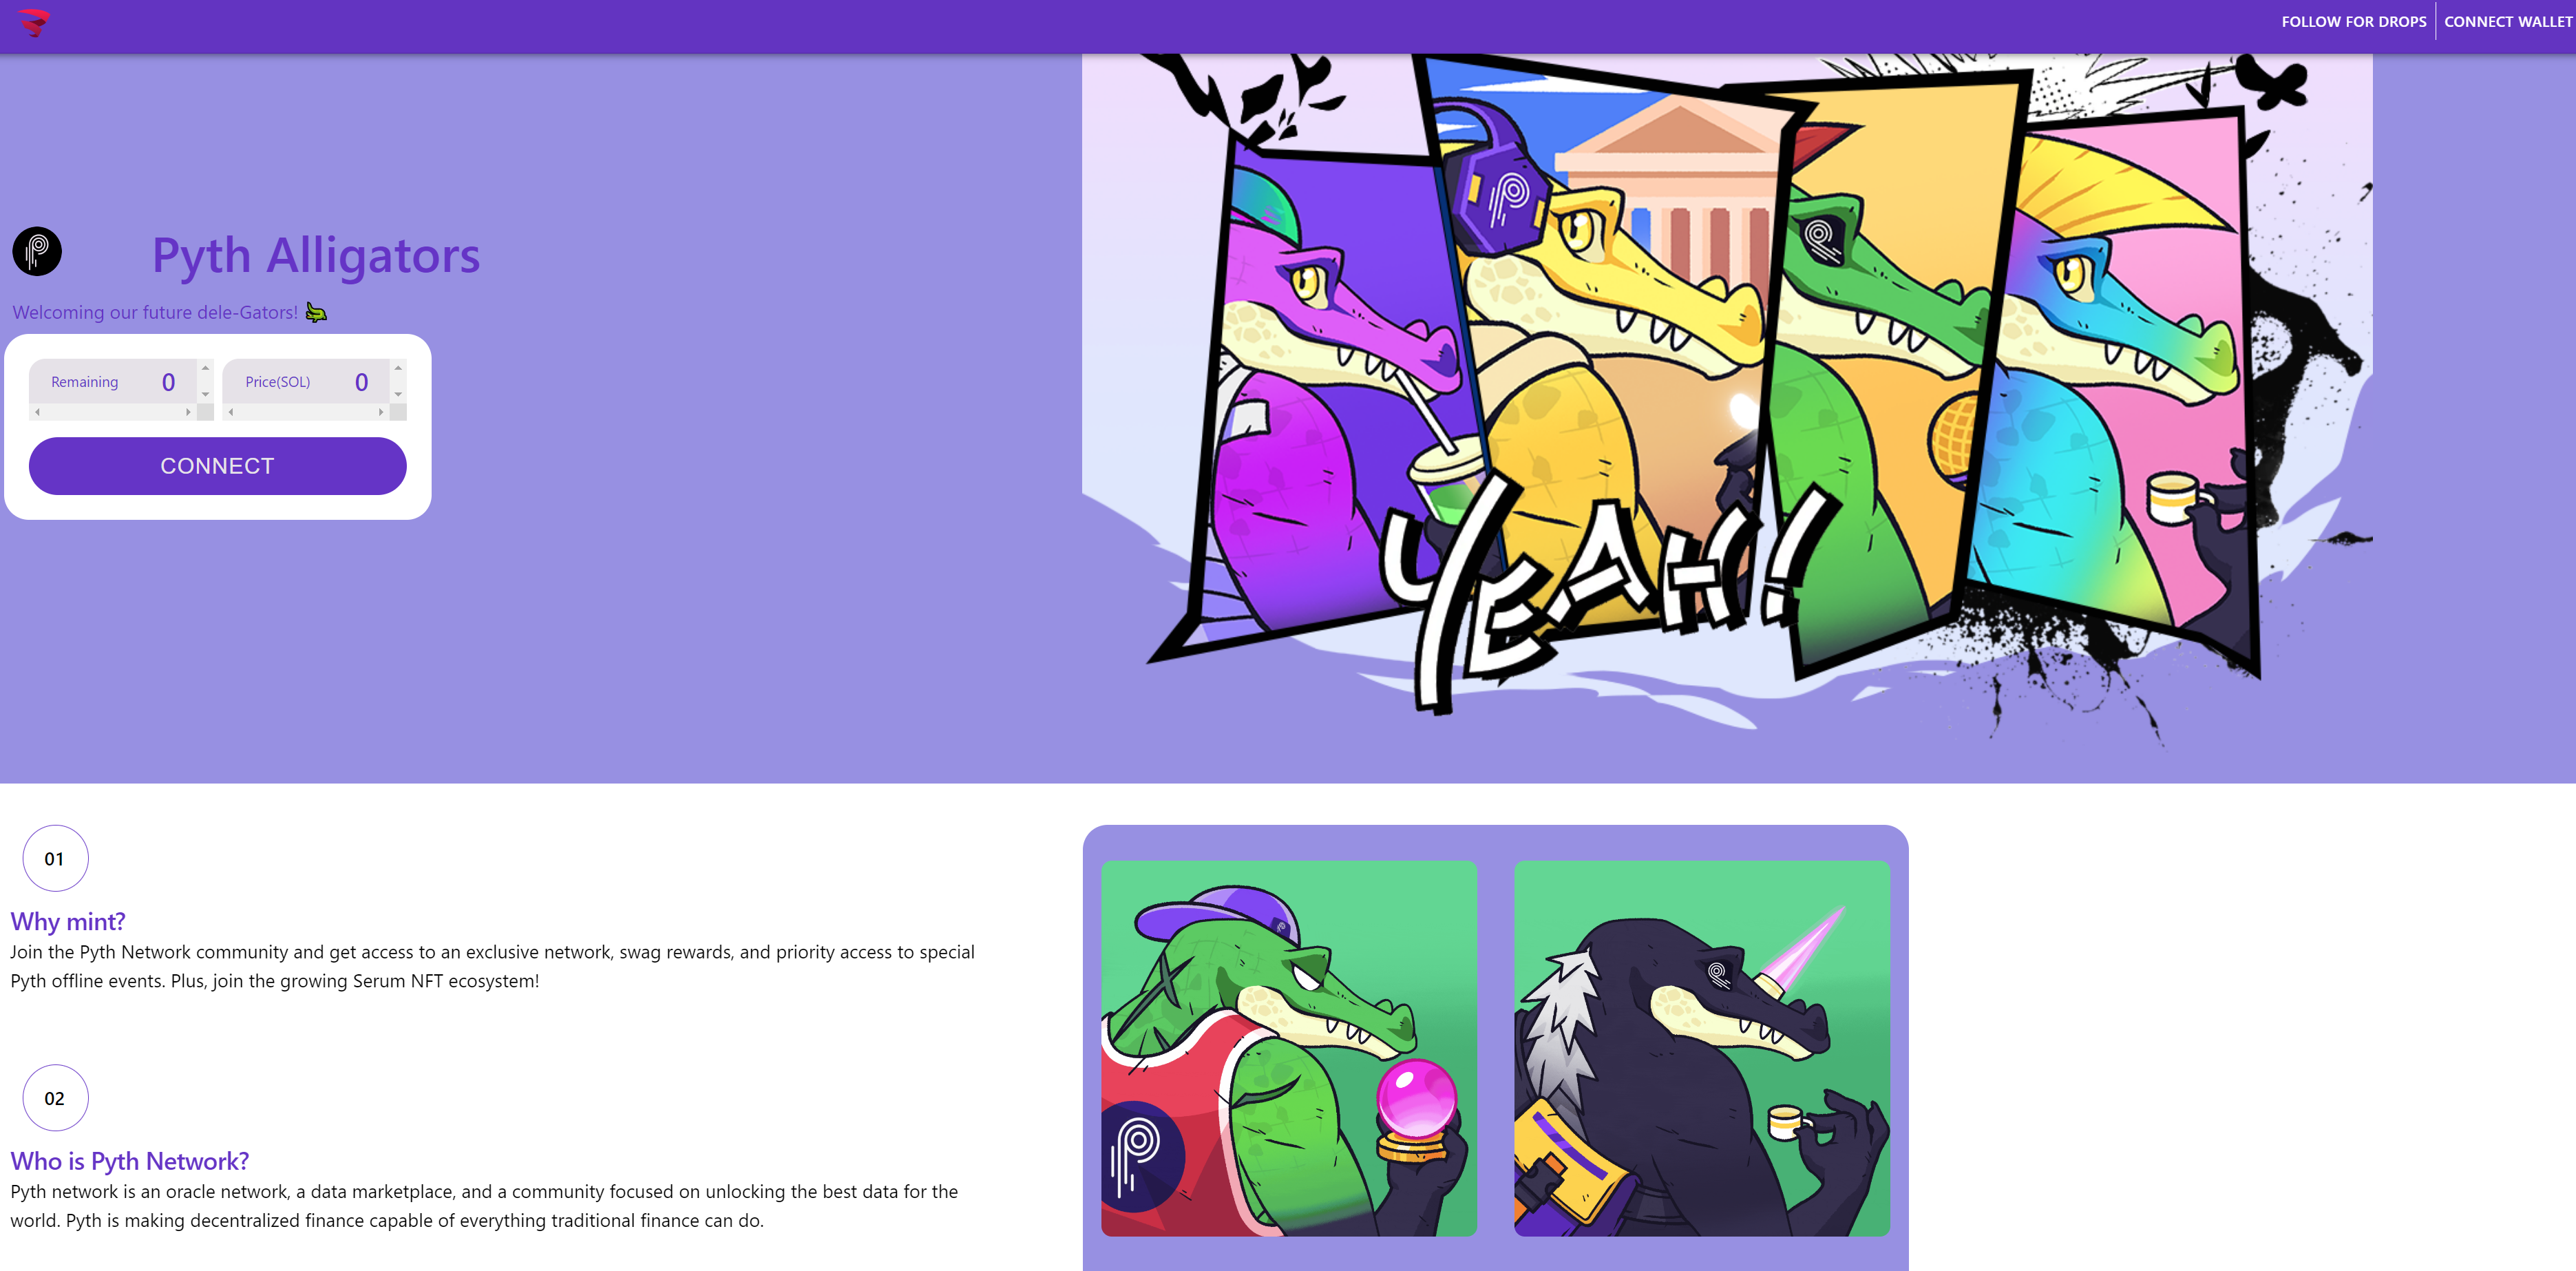 FOLLOW FOR DROPS
CONNECT WALLET
Pyth Alligators
Welcoming our future dele-Gators! 🐊
Remaining 0
Price(SOL) 0
CONNECT
YEAH!
01
Why mint?
Join the Pyth Network community and get access to an exclusive network, swag rewards, and priority access to special
Pyth offline events. Plus, join the growing Serum NFT ecosystem!
02
Who is Pyth Network?
Pyth network is an oracle network, a data marketplace, and a community focused on unlocking the best data for the
world. Pyth is making decentralized finance capable of everything traditional finance can do.